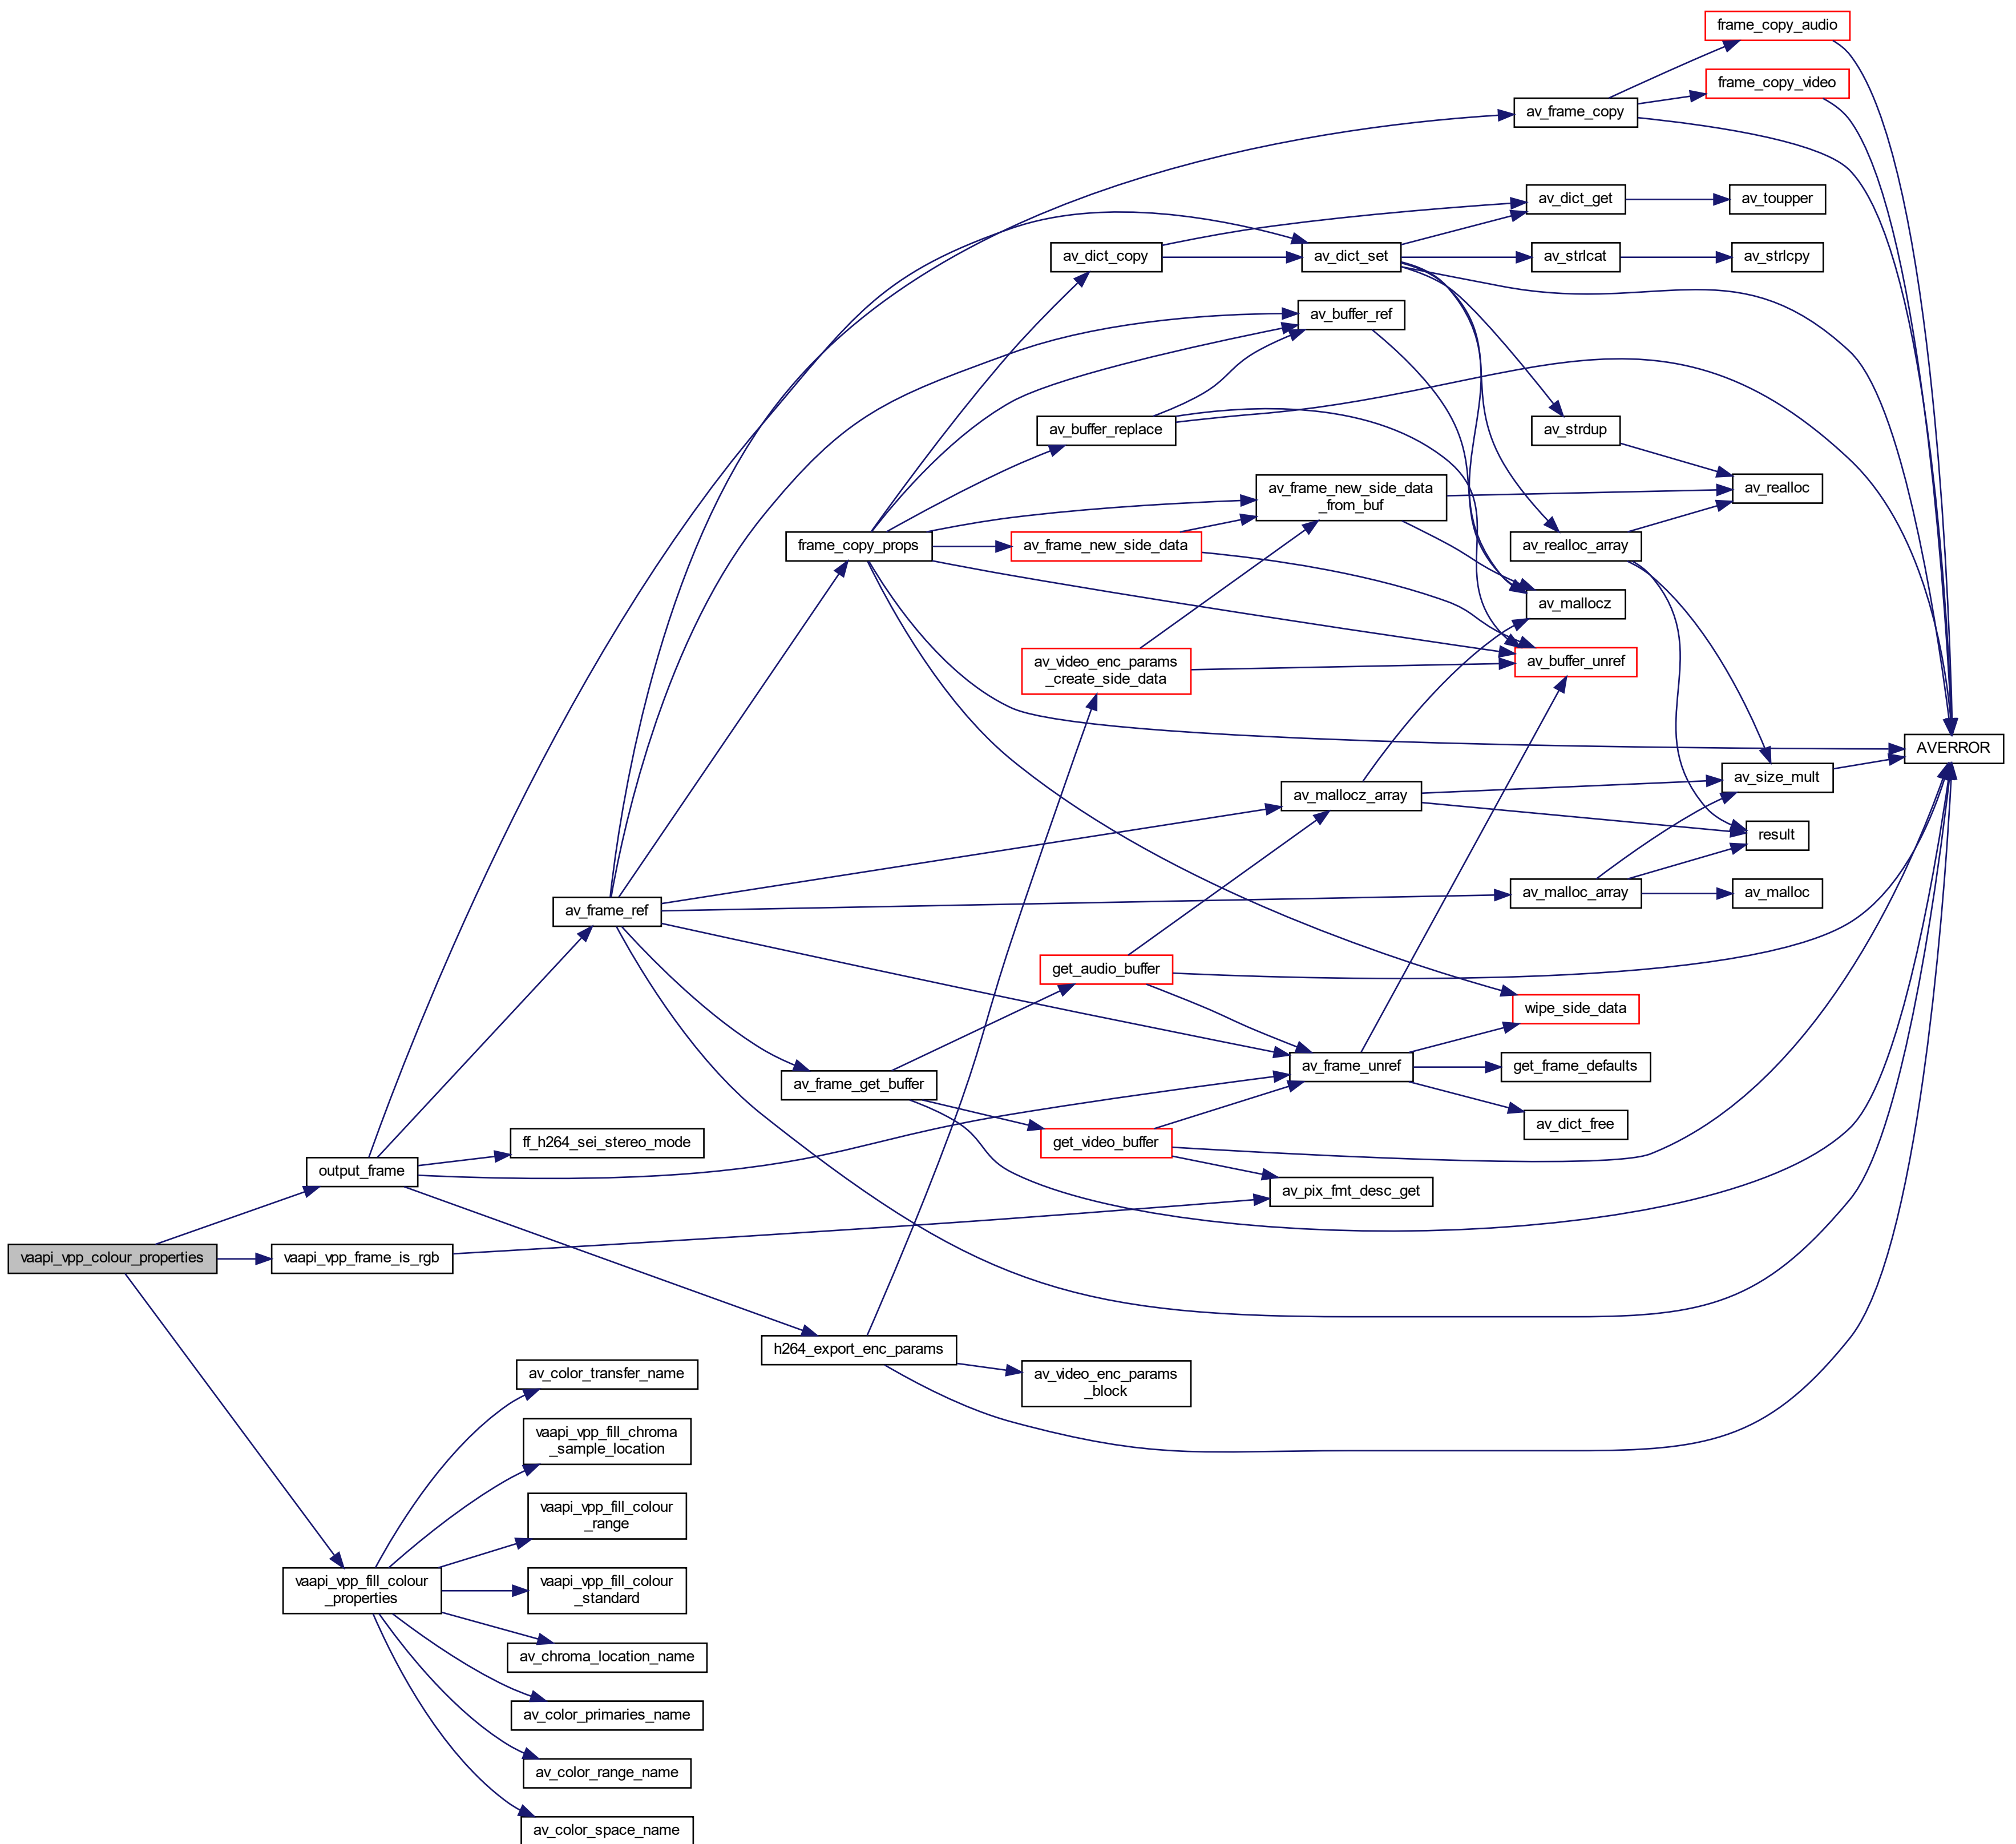 frame_copy_audio
frame_copy_video
av_frame_copy
av_dict_get
av_toupper
av_dict_copy
av_dict_set
av_strlcat
av_strlcpy
av_buffer_ref
av_buffer_replace
av_strdup
av_frame_new_side_data
_from_buf
av_realloc
frame_copy_props
av_frame_new_side_data
av_realloc_array
av_mallocz
av_video_enc_params
_create_side_data
av_buffer_unref
AVERROR
av_mallocz_array
av_size_mult
result
av_frame_ref
av_malloc_array
av_malloc
get_audio_buffer
wipe_side_data
av_frame_get_buffer
av_frame_unref
get_frame_defaults
av_dict_free
ff_h264_sei_stereo_mode
get_video_buffer
output_frame
av_pix_fmt_desc_get
vaapi_vpp_colour_properties
vaapi_vpp_frame_is_rgb
h264_export_enc_params
av_video_enc_params
_block
av_color_transfer_name
vaapi_vpp_fill_chroma
_sample_location
vaapi_vpp_fill_colour
_range
vaapi_vpp_fill_colour
_properties
vaapi_vpp_fill_colour
_standard
av_chroma_location_name
av_color_primaries_name
av_color_range_name
av_color_space_name